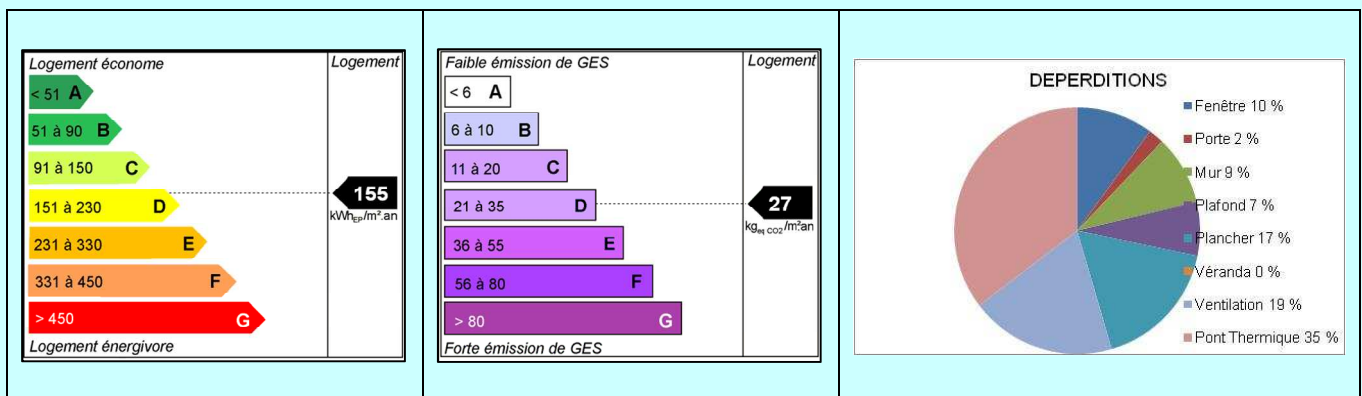 Logement économe
Logement
< 51 A
51 à 90 B
91 à 150 C
151 à 230 D
231 à 330 E
331 à 450 F
> 450 G
155
kWhEP/m².an
Logement énergivore
Faible émission de GES
Logement
< 6 A
6 à 10 B
11 à 20 C
21 à 35 D
36 à 55 E
56 à 80 F
> 80 G
27
kgeq CO2/m².an
Forte émission de GES
DEPERDITIONS
Fenêtre 10 %
Porte 2 %
Mur 9 %
Plafond 7 %
Plancher 17 %
Véranda 0 %
Ventilation 19 %
Pont Thermique 35 %